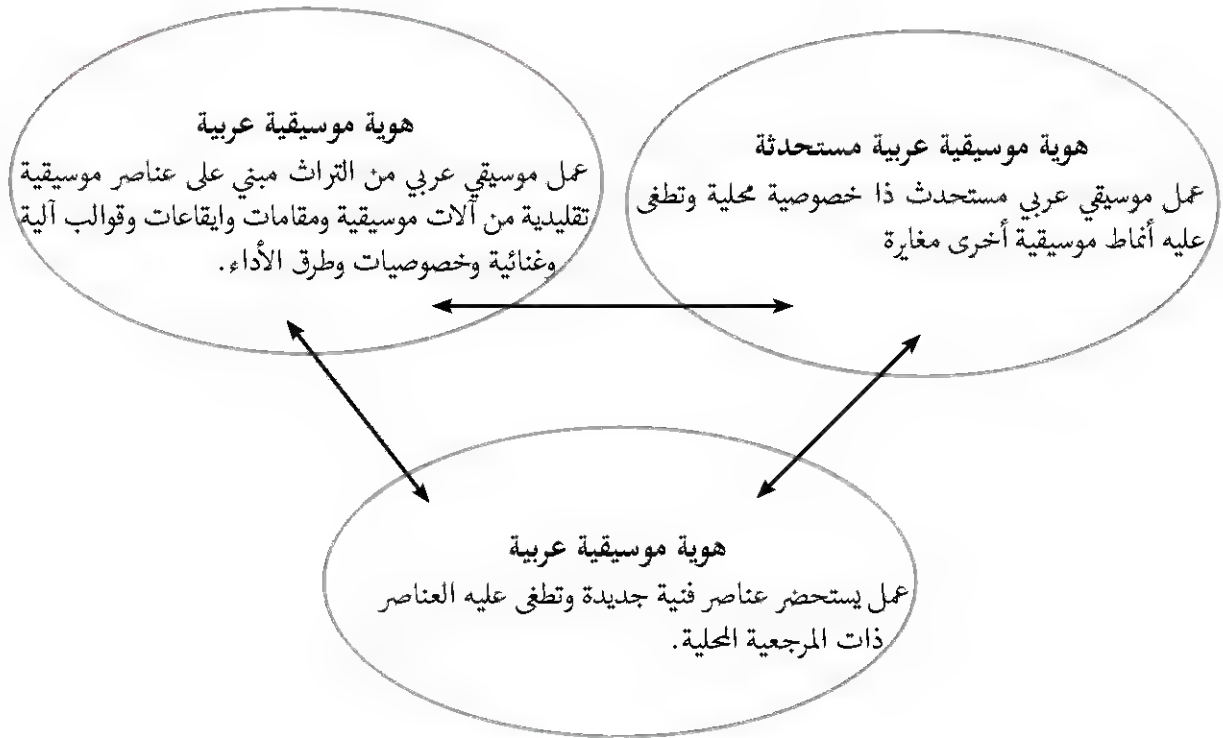 هوية موسيقية عربية مستحدثة
عمل موسيقي عربي مستحدث ذا خصوصية محلية وتطغى
عليه أنماط موسيقية أخرى مغايرة
هوية موسيقية عربية
عمل موسيقي عربي من التراث مبني على عناصر موسيقية
تقليدية من آلات موسيقية ومقامات وايقاعات وقوالب آلية
وغنائية وخصوصيات وطرق الأداء.
هوية موسيقية عربية
عمل يستحضر عناصر فنية جديدة وتطغى عليه العناصر
ذات المرجعية المحلية.